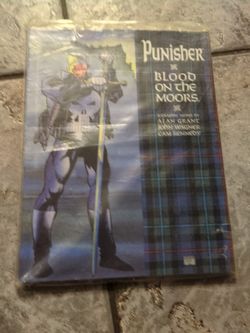 PUNISHER
BLOOD
ON THE
MOORS
GRAPHIC NOVEL BY
ALAN GRANT
JOHN WAGNER
CAM KENNEDY